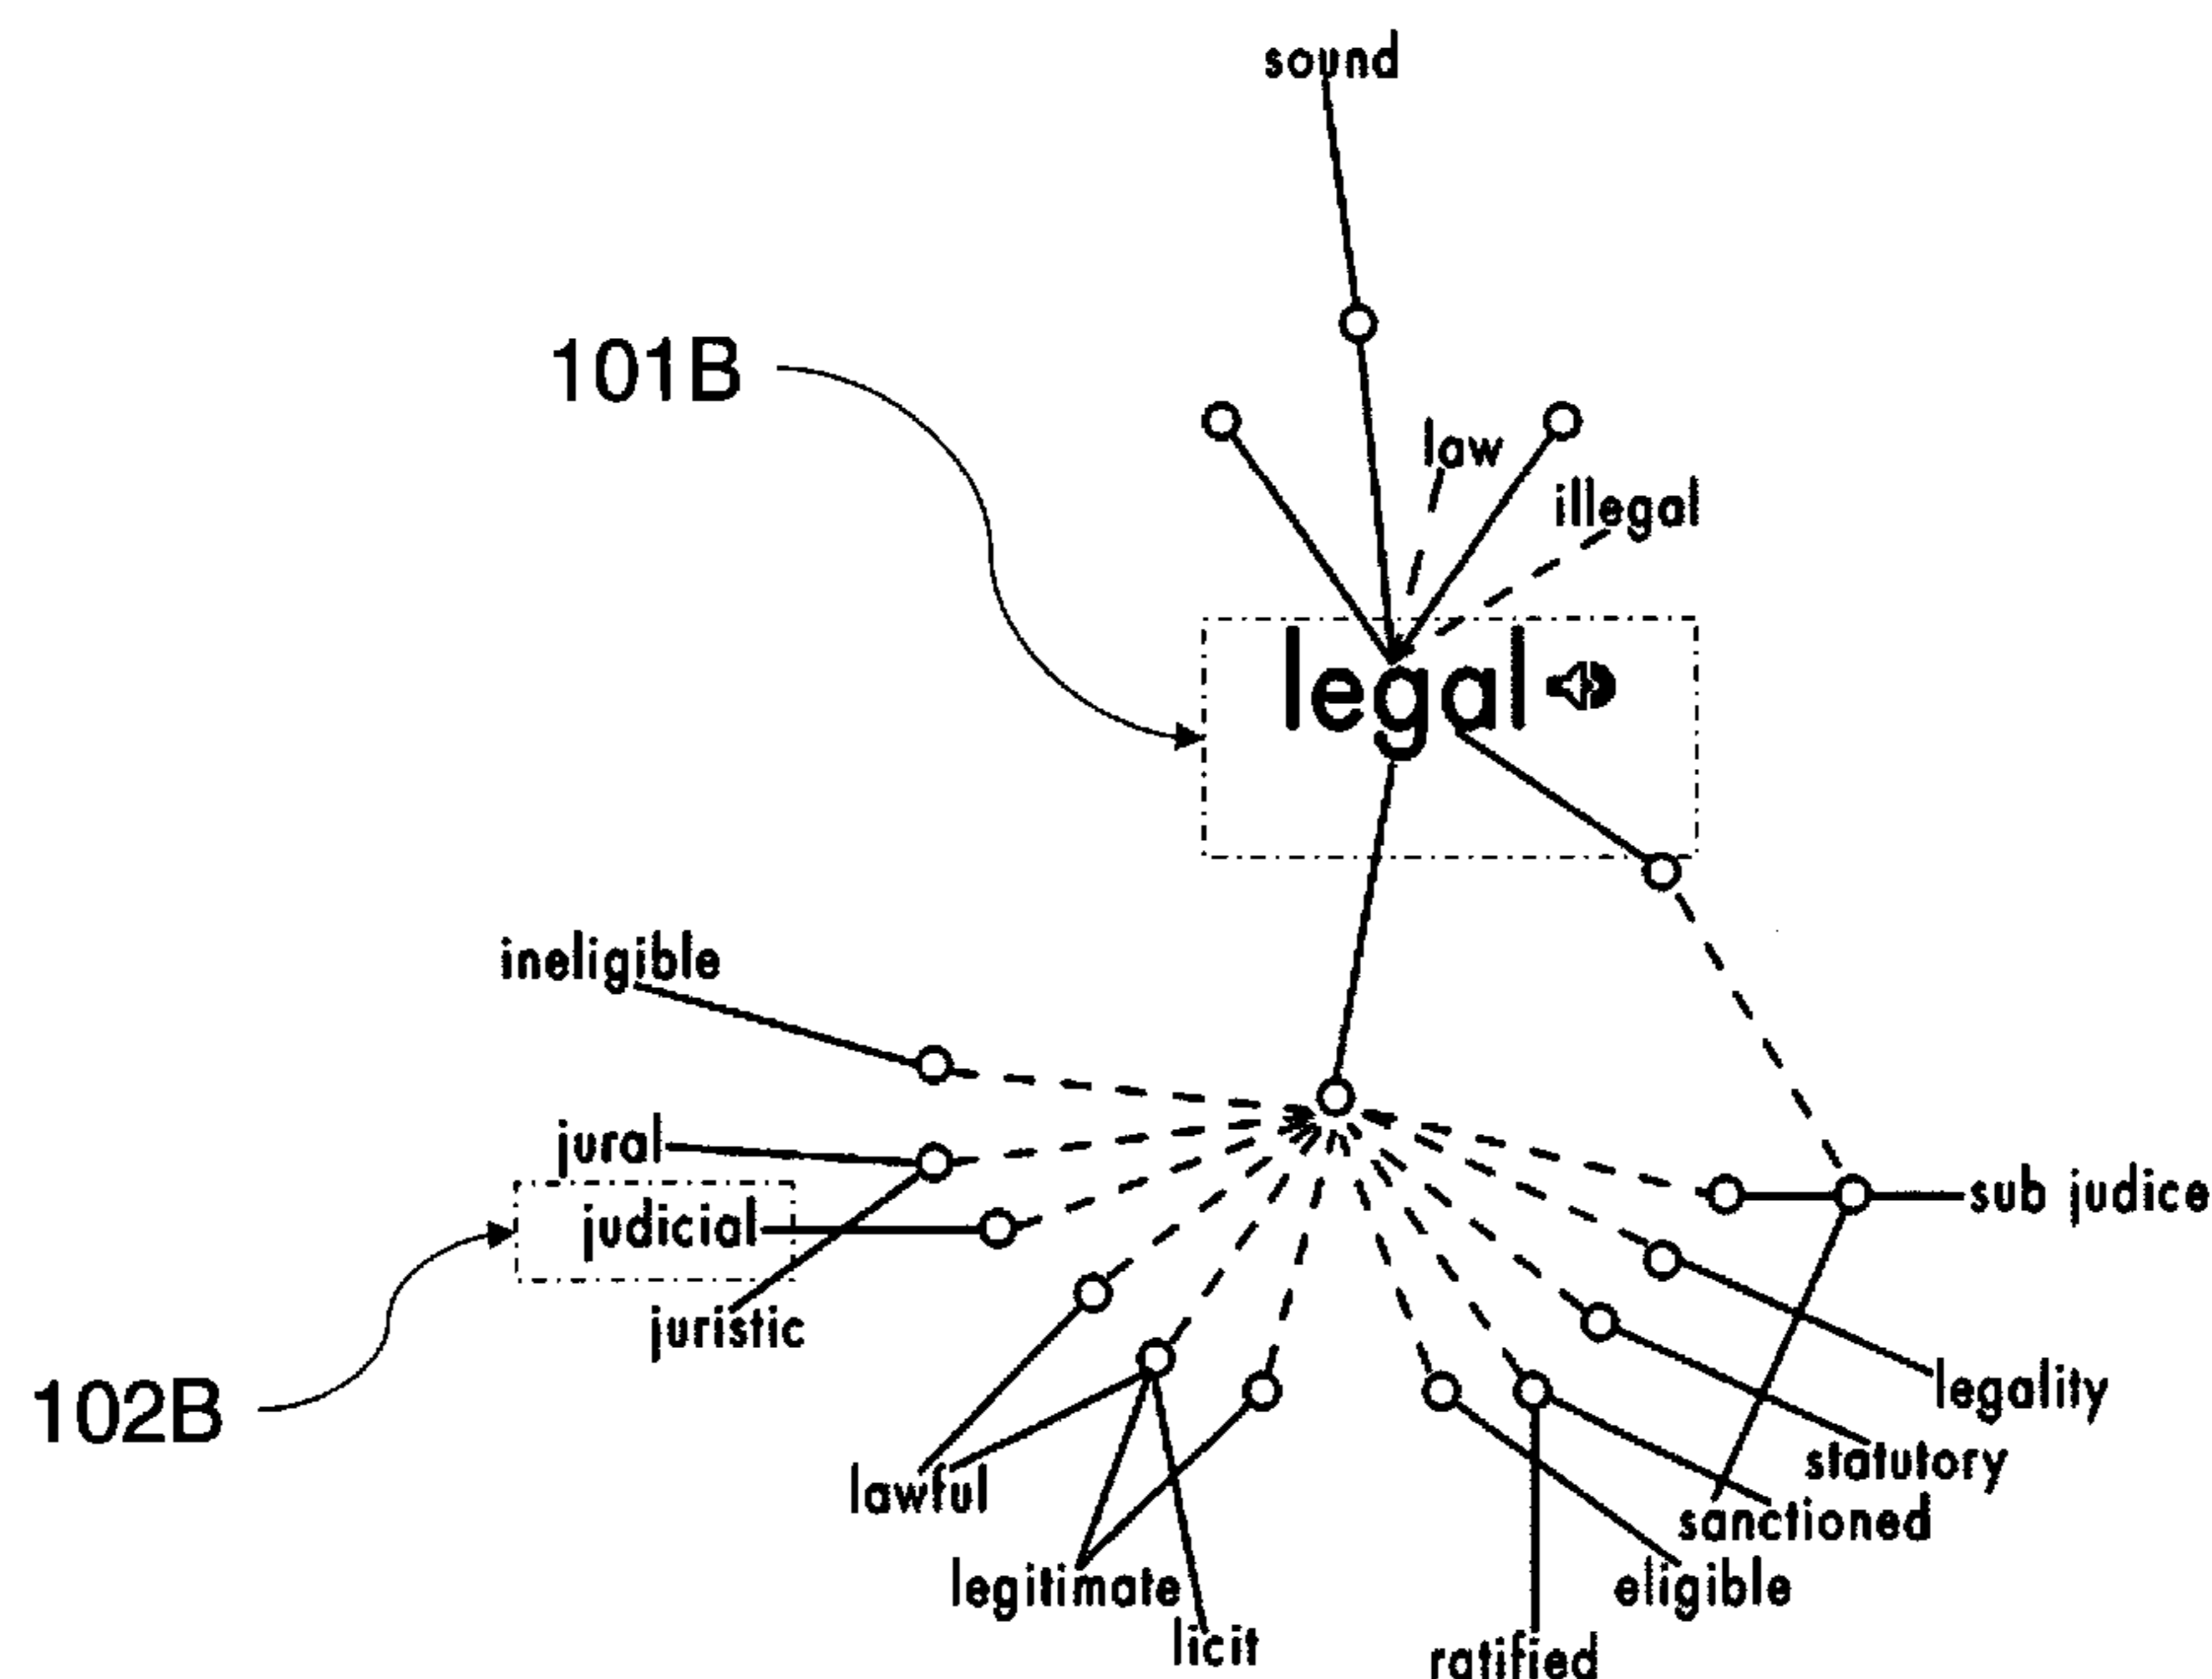 sound
101B
law
illegal
legal
ineligible
jural
judicial
sub judice
juristic
102B
legality
statutory
lawful
sanctioned
legitimate
eligible
licit
ratified